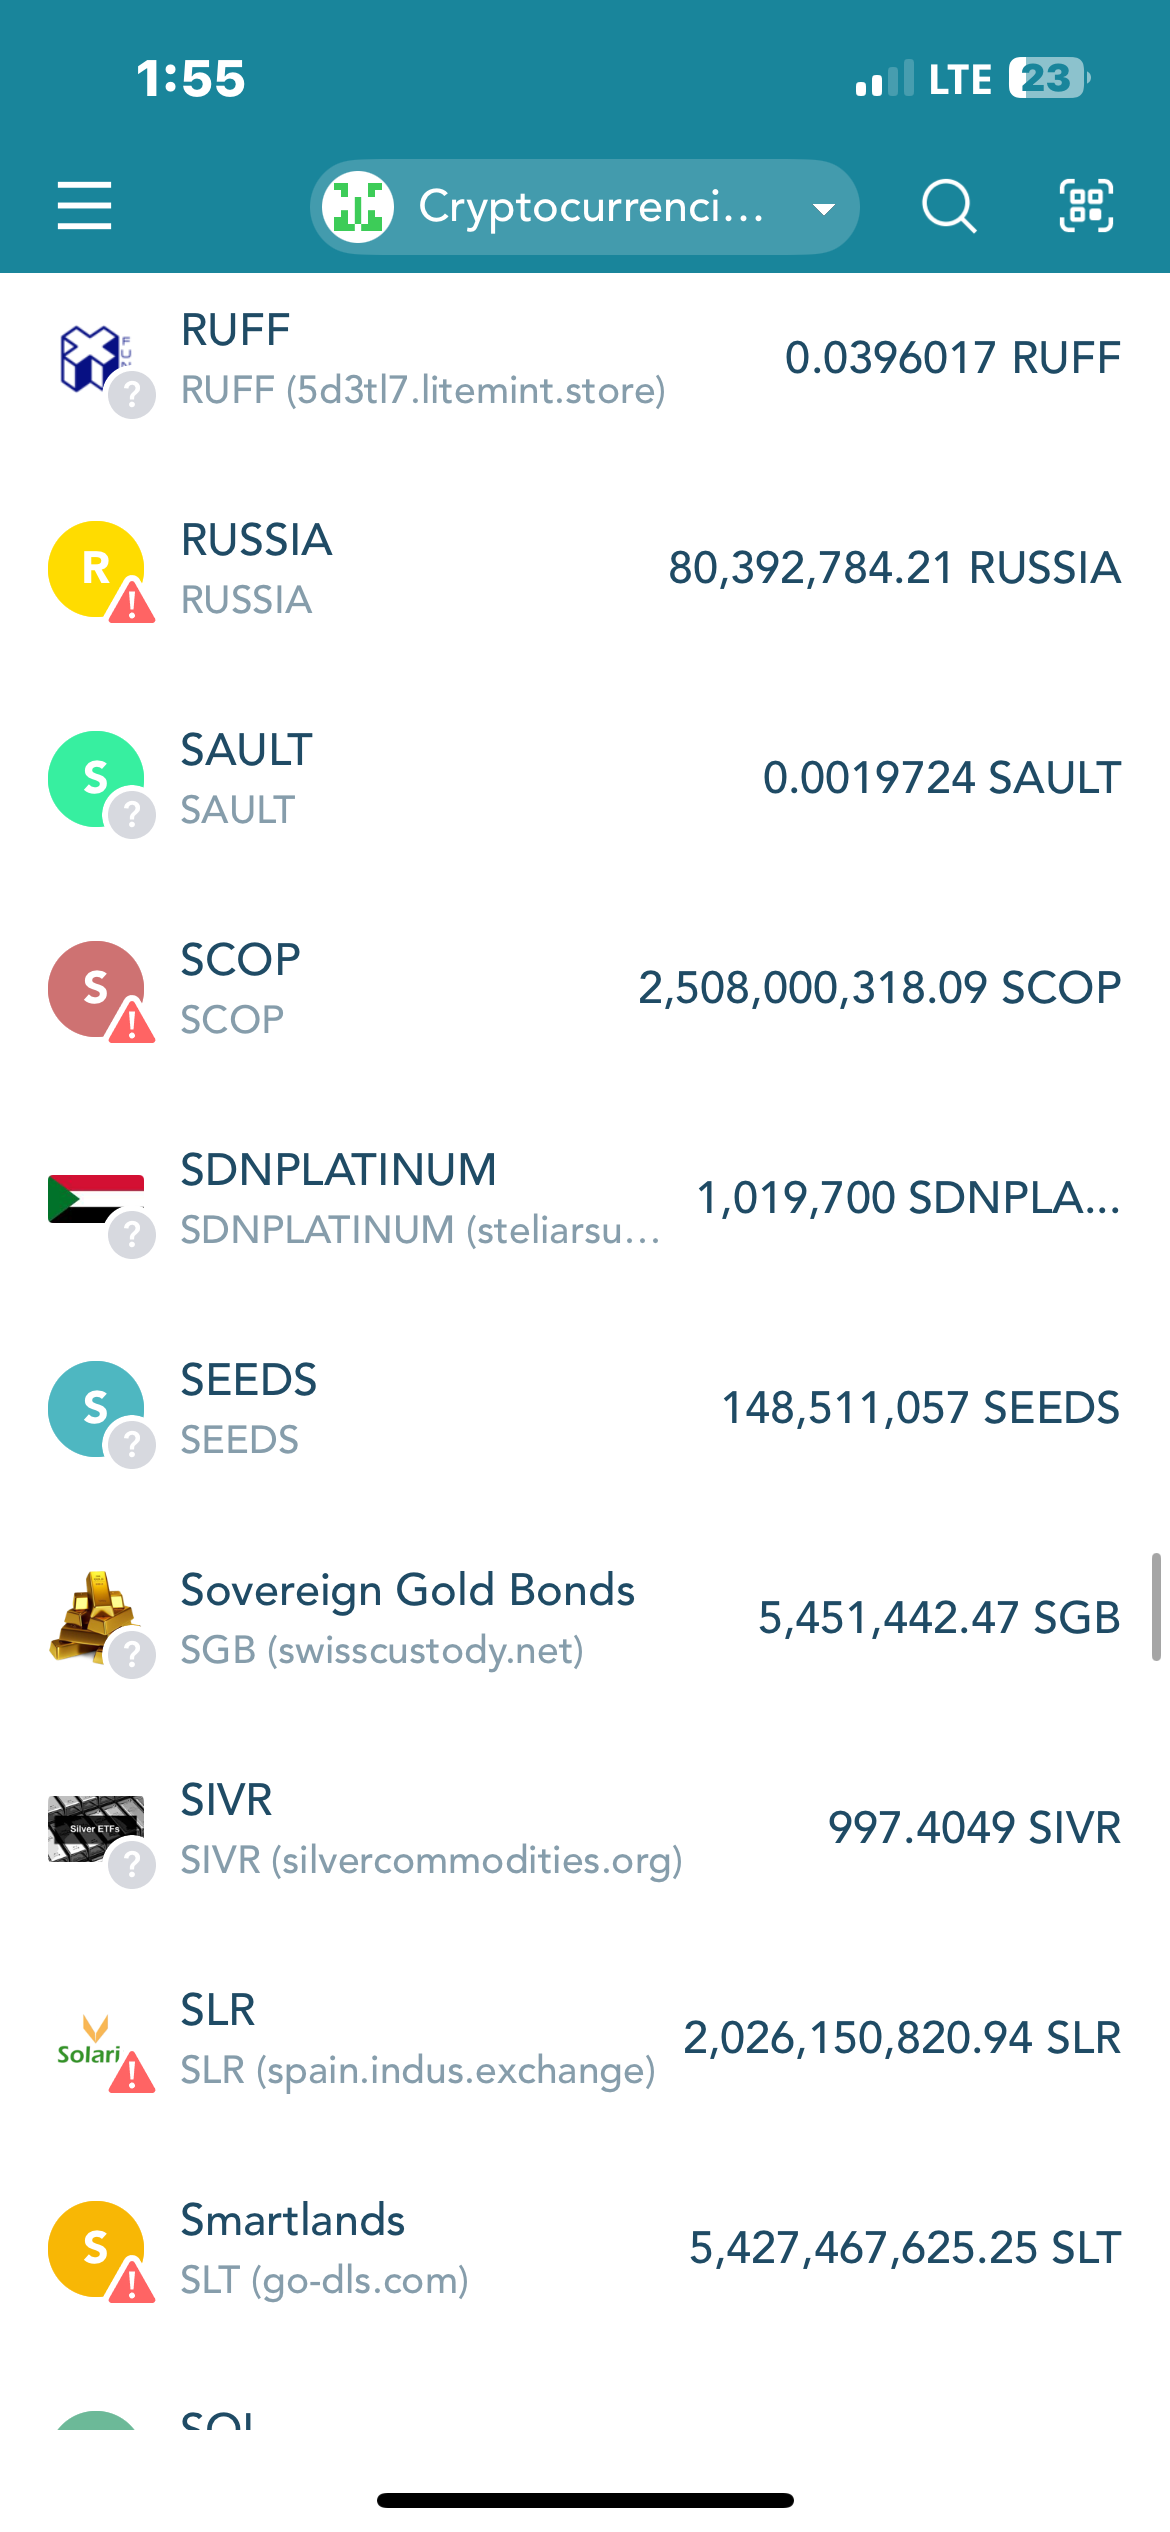 1:55
LTE
23
Cryptocurrenci...
RUFF
RUFF (5d3tl7.litemint.store)
0.0396017 RUFF
R
RUSSIA
RUSSIA
80,392,784.21 RUSSIA
S
SAULT
SAULT
0.0019724 SAULT
S
SCOP
SCOP
2,508,000,318.09 SCOP
SDNPLATINUM
SDNPLATINUM (steliarsu...
1,019,700 SDNPLA...
S
SEEDS
SEEDS
148,511,057 SEEDS
Sovereign Gold Bonds
SGB (swisscustody.net)
5,451,442.47 SGB
Silver ETFs
SIVR
SIVR (silvercommodities.org)
997.4049 SIVR
Solari
SLR
SLR (spain.indus.exchange)
2,026,150,820.94 SLR
S
Smartlands
SLT (go-dls.com)
5,427,467,625.25 SLT